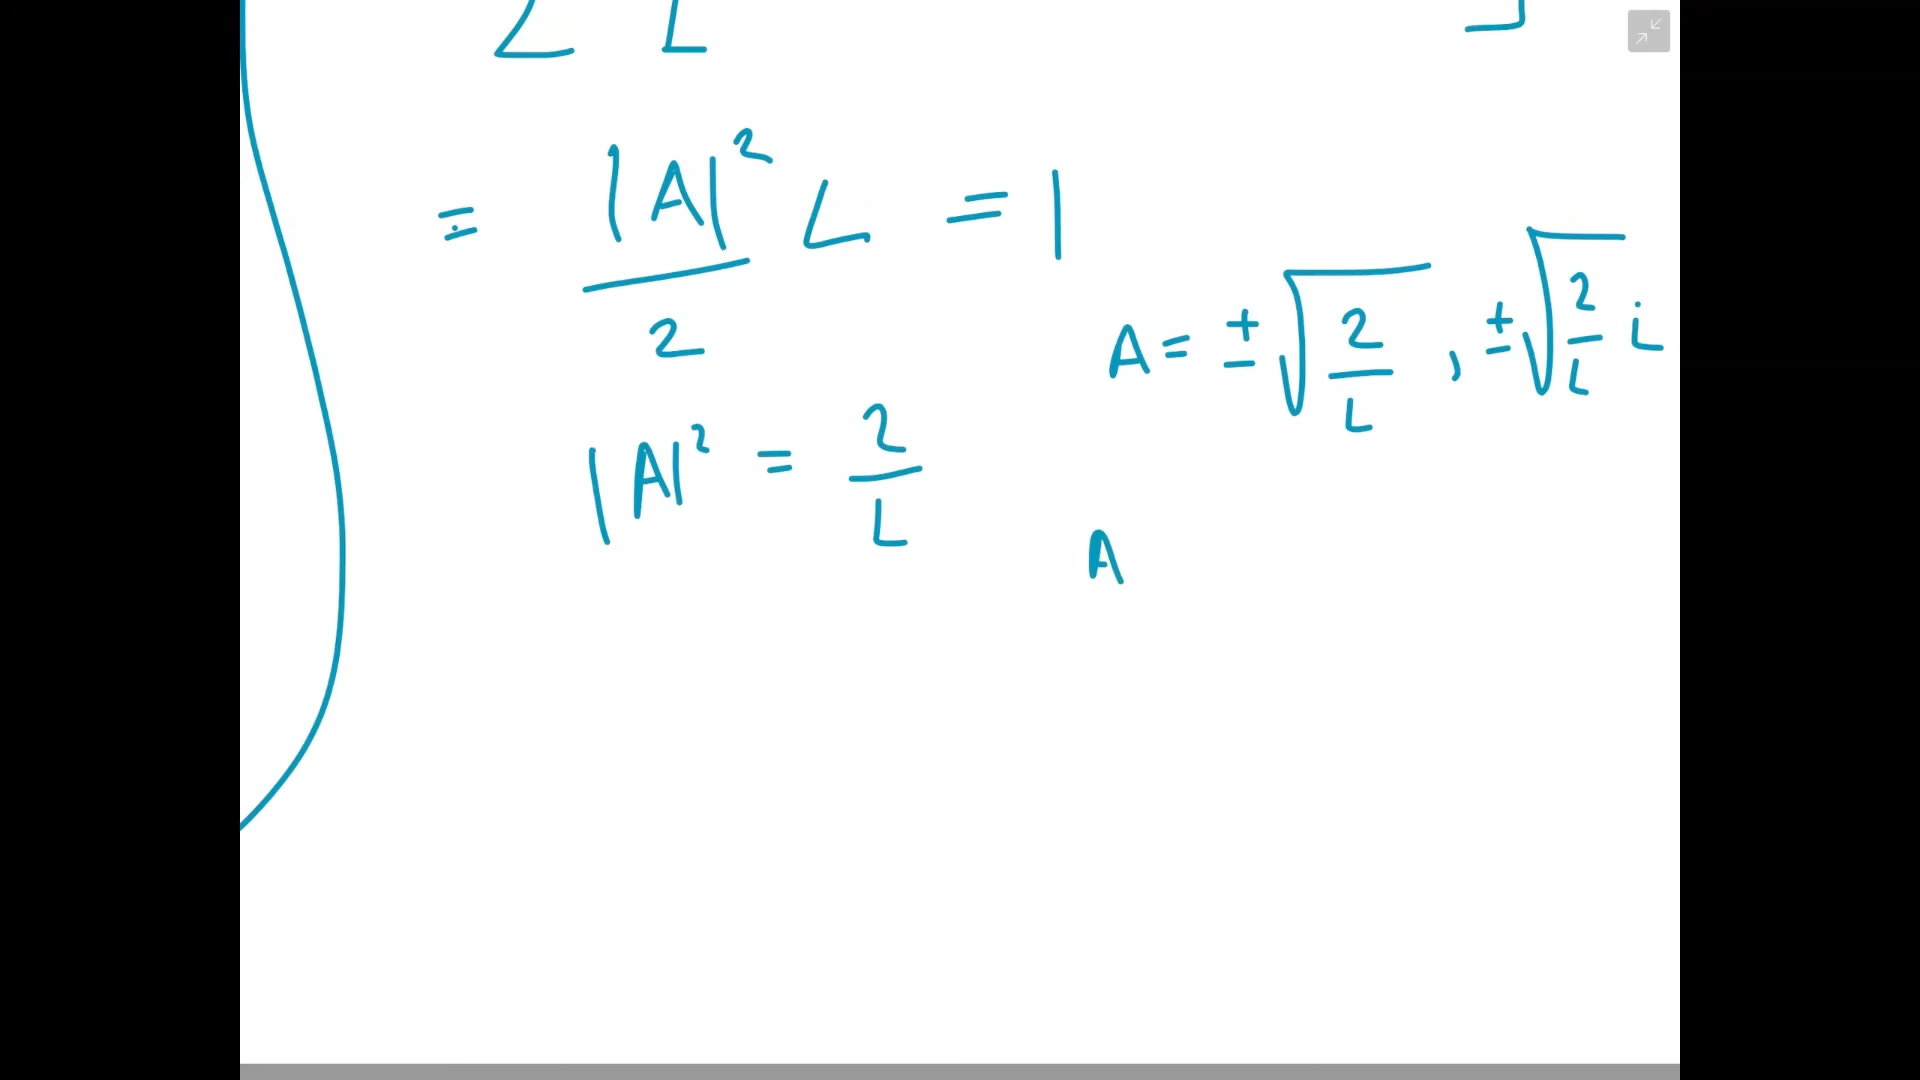 = |A|² / 2 L = 1
A = ± √(2/L) , ± √(2/L) i
|A|² = 2/L
A